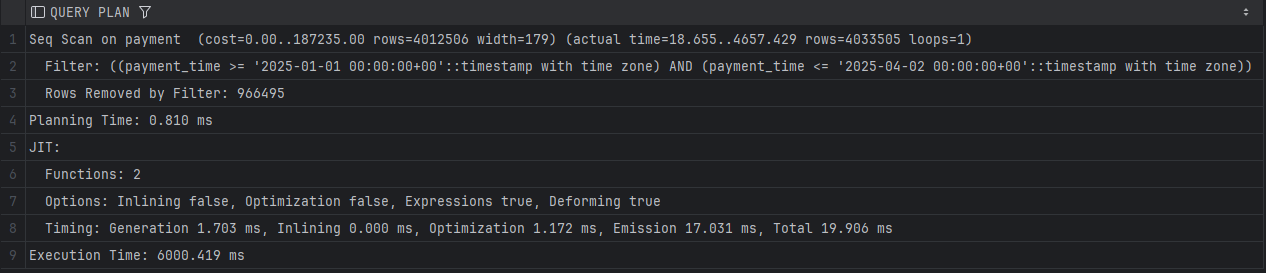 QUERY PLAN
1 Seq Scan on payment  (cost=0.00..187235.00 rows=4012506 width=179) (actual time=18.655..4657.429 rows=4033505 loops=1)
2   Filter: ((payment_time >= '2025-01-01 00:00:00+00'::timestamp with time zone) AND (payment_time <= '2025-04-02 00:00:00+00'::timestamp with time zone))
3   Rows Removed by Filter: 966495
4 Planning Time: 0.810 ms
5 JIT:
6   Functions: 2
7   Options: Inlining false, Optimization false, Expressions true, Deforming true
8   Timing: Generation 1.703 ms, Inlining 0.000 ms, Optimization 1.172 ms, Emission 17.031 ms, Total 19.906 ms
9 Execution Time: 6000.419 ms